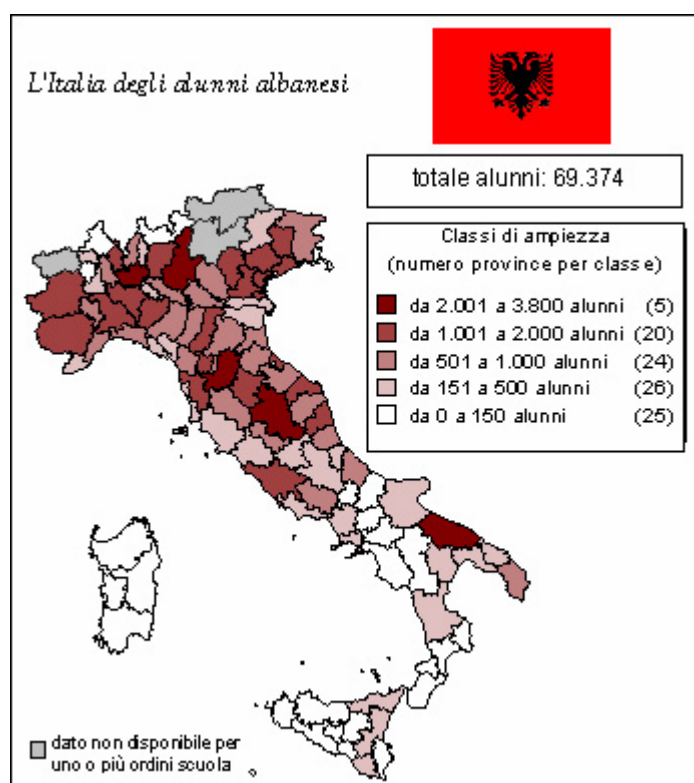 L'Italia degli alunni albanesi
totale alunni: 69.374
Classi di ampiezza
(numero province per classe)
da 2.001 a 3.800 alunni (5)
da 1.001 a 2.000 alunni (20)
da 501 a 1.000 alunni (24)
da 151 a 500 alunni (26)
da 0 a 150 alunni (25)
dato non disponibile per
uno o più ordini scuola